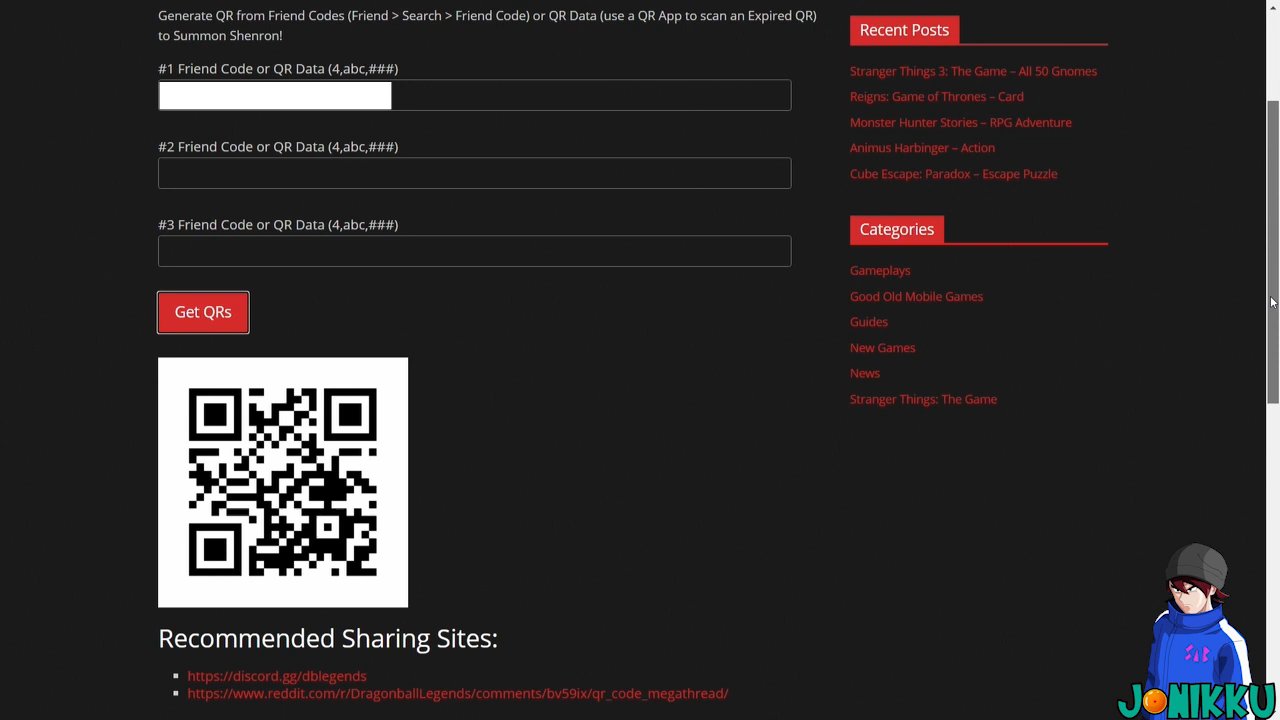 Generate QR from Friend Codes (Friend > Search > Friend Code) or QR Data (use a QR App to scan an Expired QR)
to Summon Shenron!
#1 Friend Code or QR Data (4,abc,###)
#2 Friend Code or QR Data (4,abc,###)
#3 Friend Code or QR Data (4,abc,###)
Get QRs
Recommended Sharing Sites:
https://discord.gg/dblegends
https://www.reddit.com/r/DragonballLegends/comments/bv59ix/qr_code_megathread/
Recent Posts
Stranger Things 3: The Game – All 50 Gnomes
Reigns: Game of Thrones – Card
Monster Hunter Stories – RPG Adventure
Animus Harbinger – Action
Cube Escape: Paradox – Escape Puzzle
Categories
Gameplays
Good Old Mobile Games
Guides
New Games
News
Stranger Things: The Game
JONIKKU